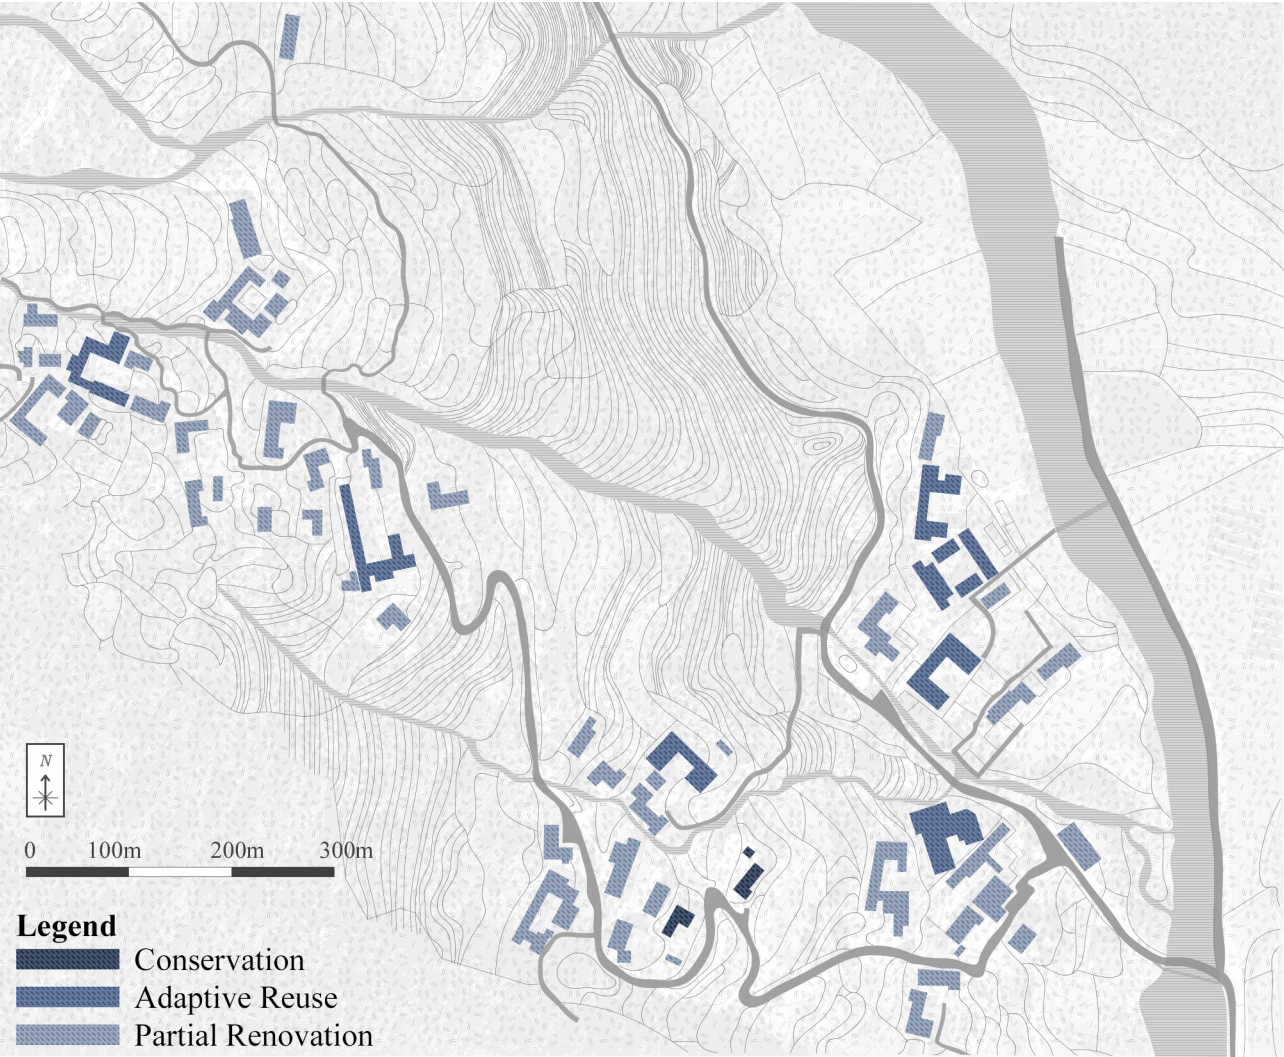 N
0 100m 200m 300m
Legend
Conservation
Adaptive Reuse
Partial Renovation